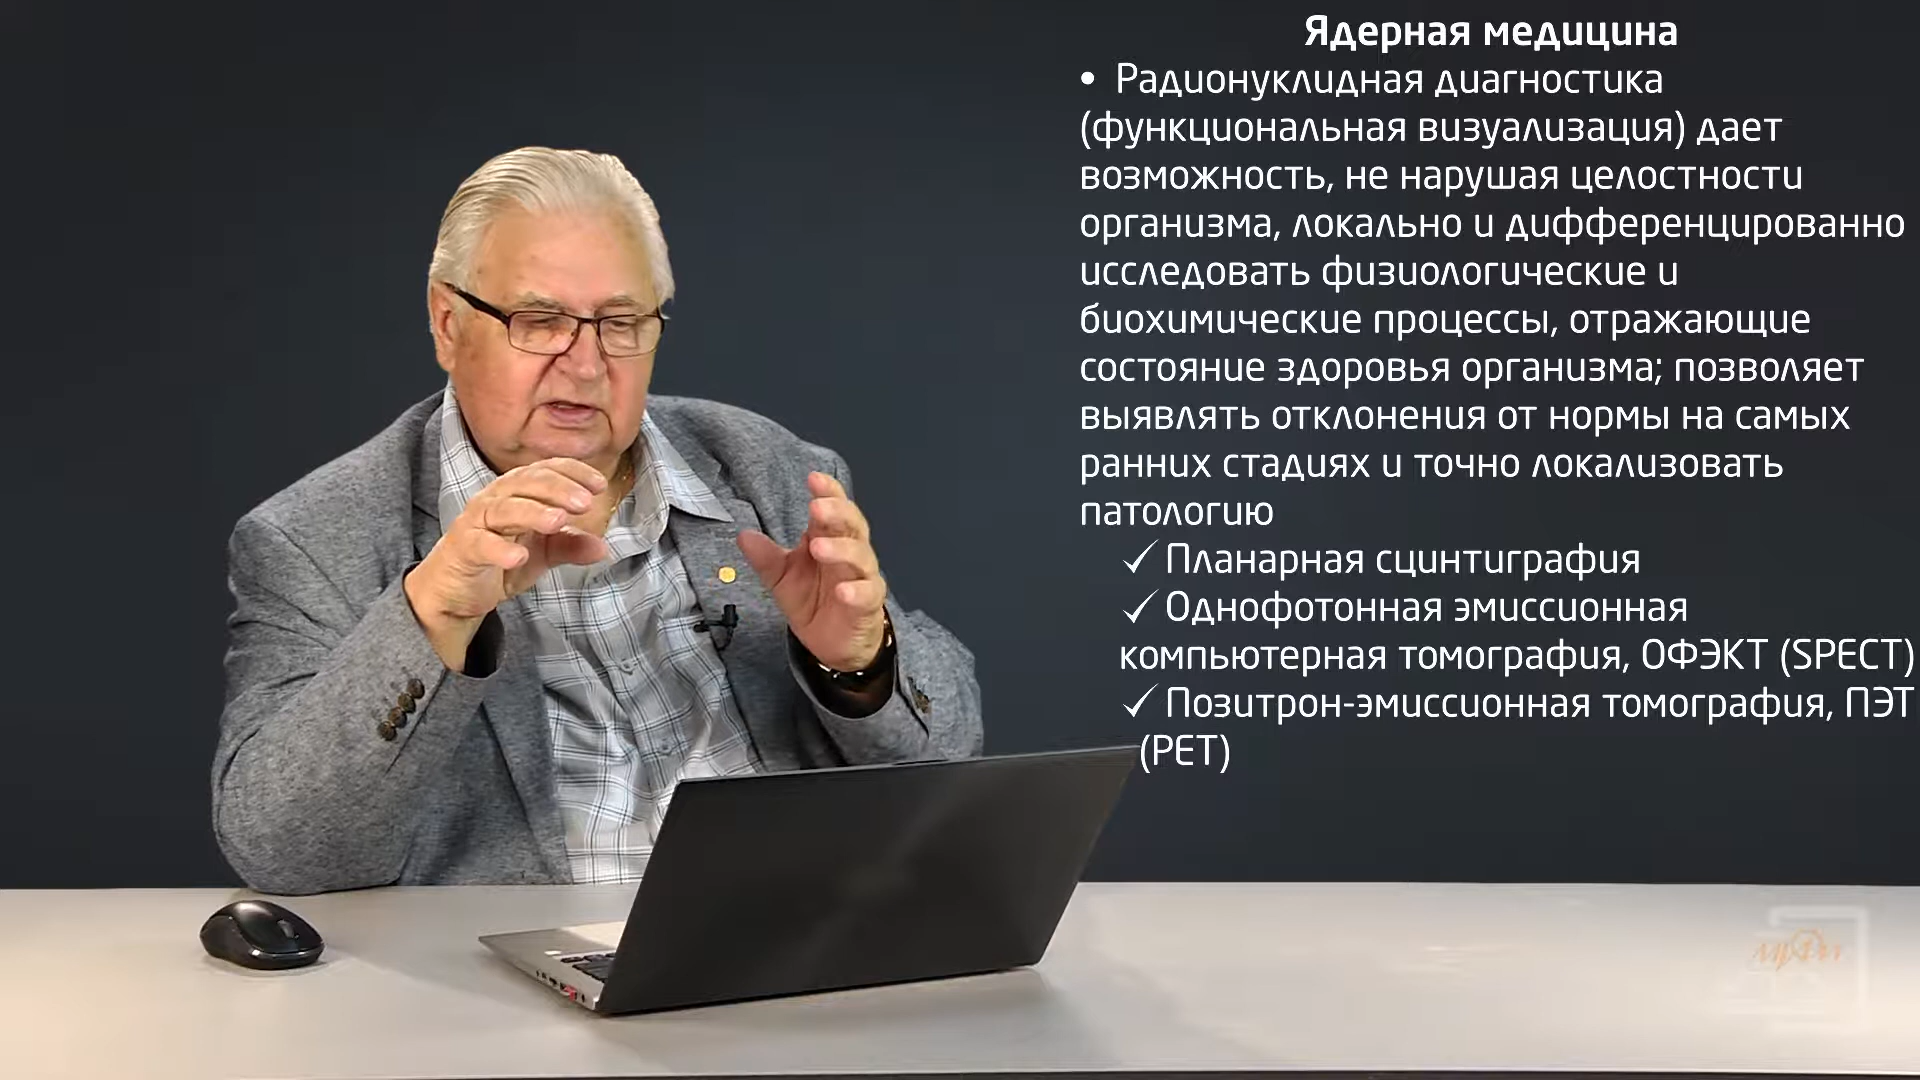 Ядерная медицина
• Радионуклидная диагностика
(функциональная визуализация) дает
возможность, не нарушая целостности
организма, локально и дифференцированно
исследовать физиологические и
биохимические процессы, отражающие
состояние здоровья организма; позволяет
выявлять отклонения от нормы на самых
ранних стадиях и точно локализовать
патологию
✓ Планарная сцинтиграфия
✓ Однофотонная эмиссионная
компьютерная томография, ОФЭКТ (SPECT)
✓ Позитрон-эмиссионная томография, ПЭТ
(PET)